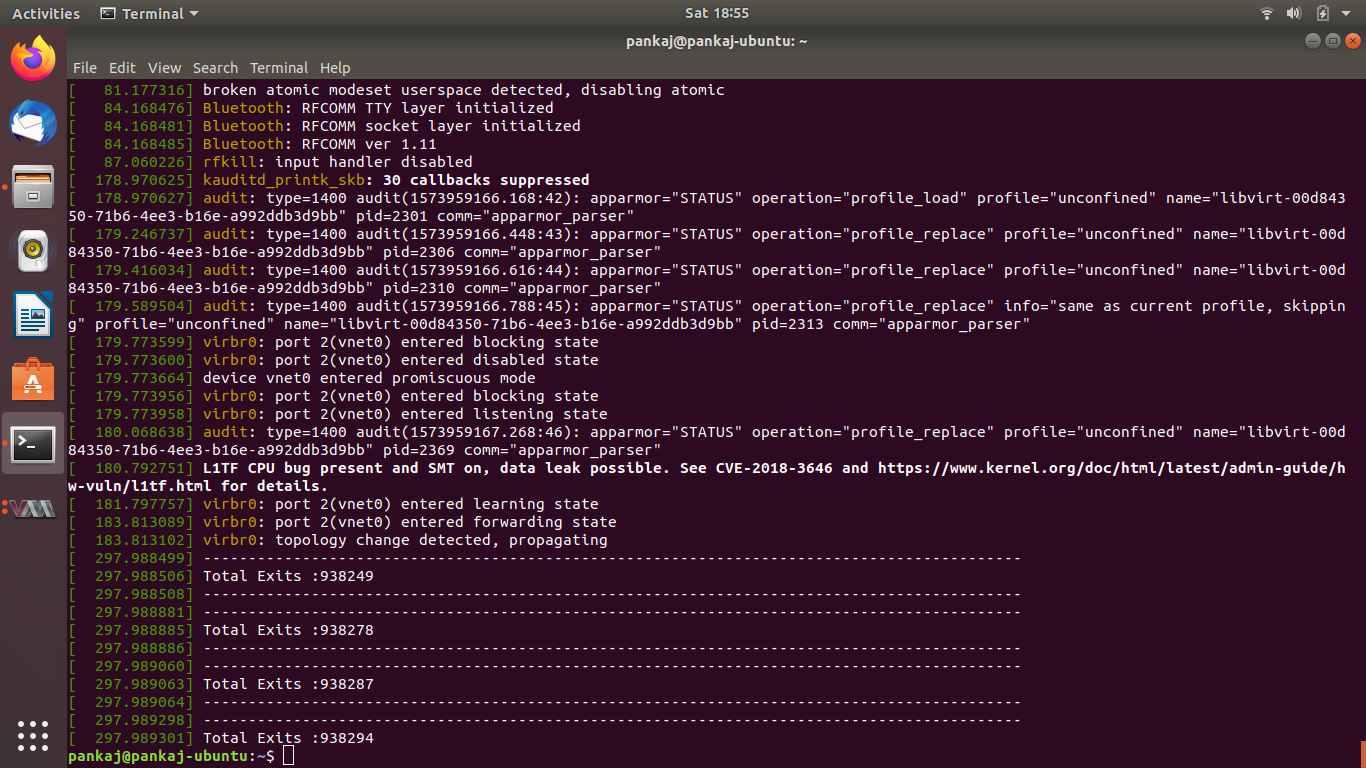 Activities Terminal Sat 18:55
pankaj@pankaj-ubuntu: ~
File Edit View Search Terminal Help
[   81.177316] broken atomic modeset userspace detected, disabling atomic
[   84.168476] Bluetooth: RFCOMM TTY layer initialized
[   84.168481] Bluetooth: RFCOMM socket layer initialized
[   84.168485] Bluetooth: RFCOMM ver 1.11
[   87.060226] rfkill: input handler disabled
[  178.970625] kauditd_printk_skb: 30 callbacks suppressed
[  178.970627] audit: type=1400 audit(1573959166.168:42): apparmor="STATUS" operation="profile_load" profile="unconfined" name="libvirt-00d843
50-71b6-4ee3-b16e-a992ddb3d9bb" pid=2301 comm="apparmor_parser"
[  179.246737] audit: type=1400 audit(1573959166.448:43): apparmor="STATUS" operation="profile_replace" profile="unconfined" name="libvirt-00d
84350-71b6-4ee3-b16e-a992ddb3d9bb" pid=2306 comm="apparmor_parser"
[  179.416034] audit: type=1400 audit(1573959166.616:44): apparmor="STATUS" operation="profile_replace" profile="unconfined" name="libvirt-00d
84350-71b6-4ee3-b16e-a992ddb3d9bb" pid=2310 comm="apparmor_parser"
[  179.589504] audit: type=1400 audit(1573959166.788:45): apparmor="STATUS" operation="profile_replace" info="same as current profile, skippin
g" profile="unconfined" name="libvirt-00d84350-71b6-4ee3-b16e-a992ddb3d9bb" pid=2313 comm="apparmor_parser"
[  179.773599] virbr0: port 2(vnet0) entered blocking state
[  179.773600] virbr0: port 2(vnet0) entered disabled state
[  179.773664] device vnet0 entered promiscuous mode
[  179.773956] virbr0: port 2(vnet0) entered blocking state
[  179.773958] virbr0: port 2(vnet0) entered listening state
[  180.068638] audit: type=1400 audit(1573959167.268:46): apparmor="STATUS" operation="profile_replace" profile="unconfined" name="libvirt-00d
84350-71b6-4ee3-b16e-a992ddb3d9bb" pid=2369 comm="apparmor_parser"
[  180.792751] L1TF CPU bug present and SMT on, data leak possible. See CVE-2018-3646 and https://www.kernel.org/doc/html/latest/admin-guide/h
w-vuln/l1tf.html for details.
[  181.797757] virbr0: port 2(vnet0) entered learning state
[  183.813089] virbr0: port 2(vnet0) entered forwarding state
[  183.813102] virbr0: topology change detected, propagating
[  297.988499] -------------------------------------------------------------------------------------------
[  297.988506] Total Exits :938249
[  297.988508] -------------------------------------------------------------------------------------------
[  297.988881] -------------------------------------------------------------------------------------------
[  297.988885] Total Exits :938278
[  297.988886] -------------------------------------------------------------------------------------------
[  297.989060] -------------------------------------------------------------------------------------------
[  297.989063] Total Exits :938287
[  297.989064] -------------------------------------------------------------------------------------------
[  297.989298] -------------------------------------------------------------------------------------------
[  297.989301] Total Exits :938294
pankaj@pankaj-ubuntu:~$